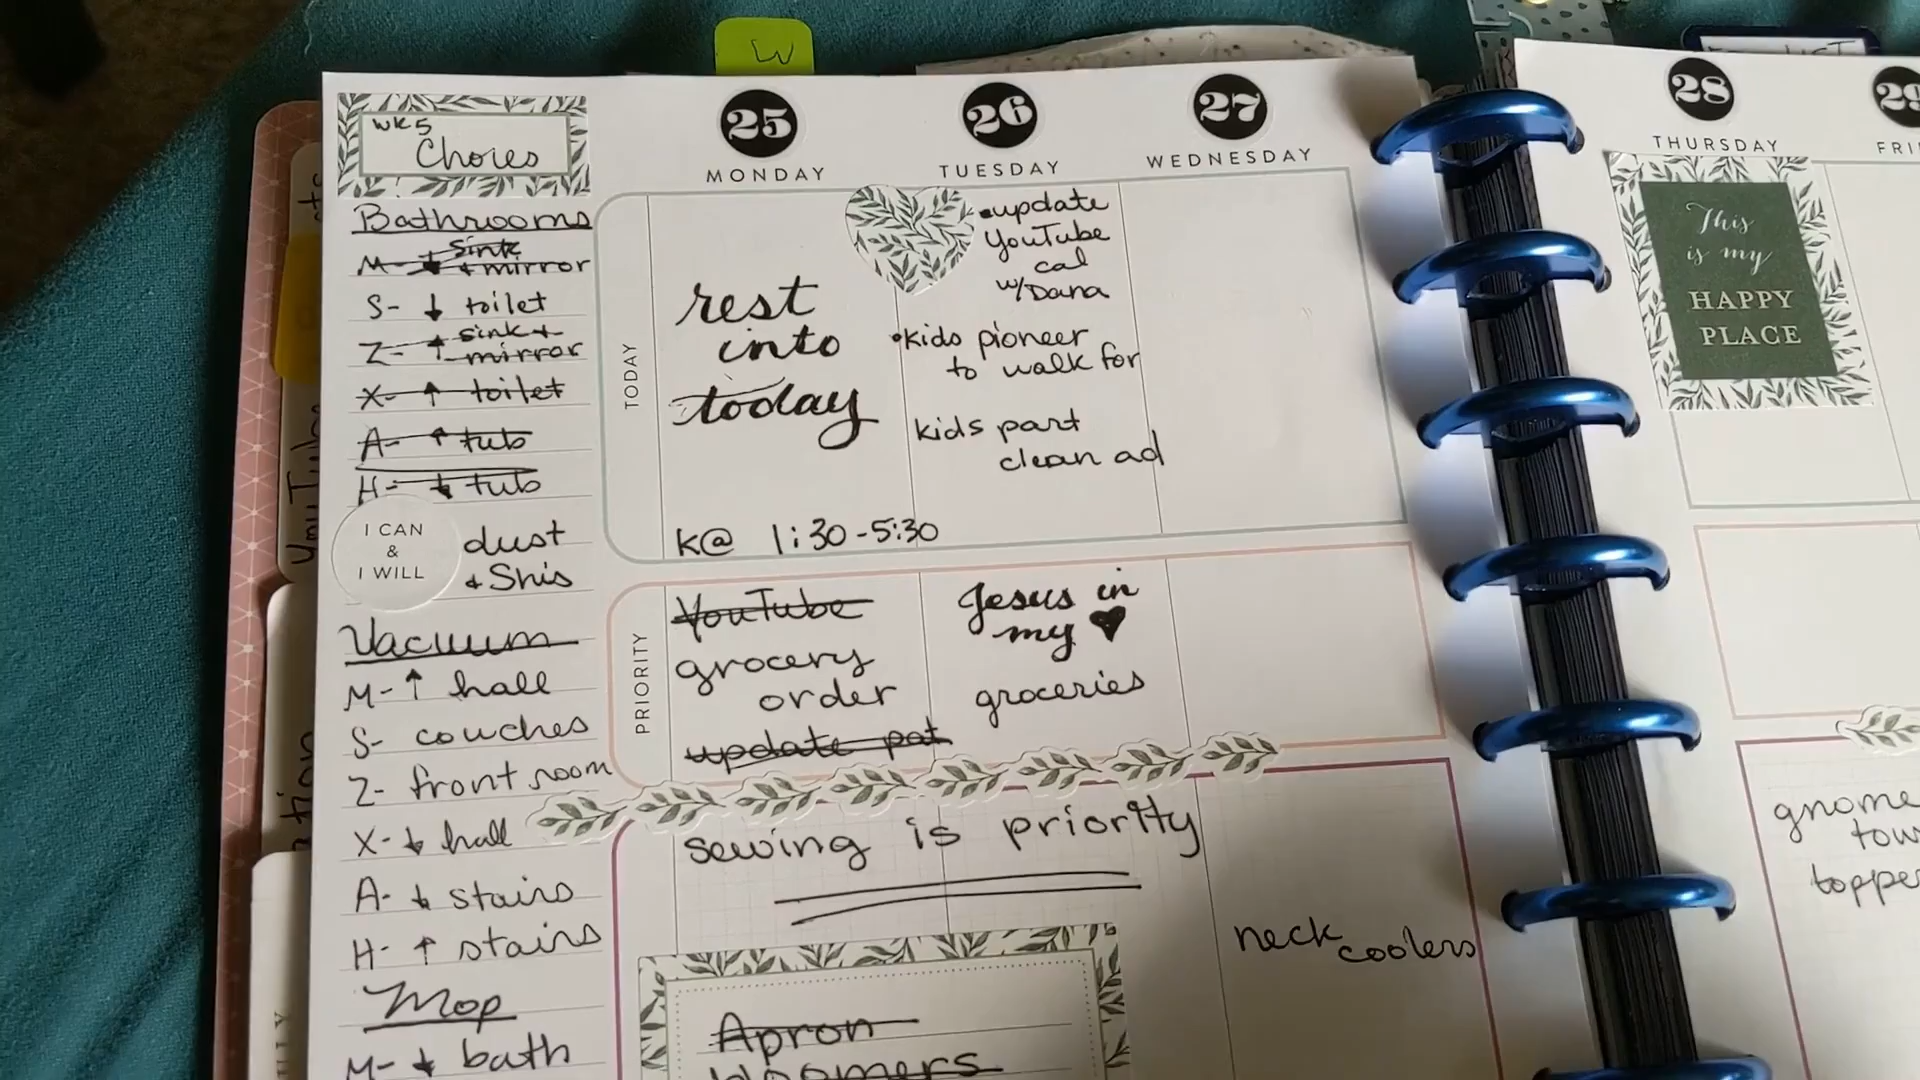 W
wk5
Chores
Bathrooms
M- ↓ sink
+ mirror
S- ↓ toilet
Z- ↑ sink +
mirror
X- ↑ toilet
A- ↑ tub
H- ↓ tub
I CAN
&
I WILL
dust
+ Shis
Vacuum
M- ↑ hall
S- couches
Z- front room
X- ↓ hall
A- ↓ stairs
H- ↑ stairs
Mop
M- ↓ bath
25
MONDAY
TODAY
rest
into
today
K@ 1:30-5:30
PRIORITY
YouTube
grocery
order
update pat
26
TUESDAY
•update
YouTube
cal
w/Dana
•kids pioneer
to walk for
kids part
clean ad
Jesus in
my ♥
groceries
27
WEDNESDAY
sewing is priority
Apron
bloomers
neck
coolers
28
THURSDAY
This
is my
HAPPY
PLACE
gnome
29
FRI